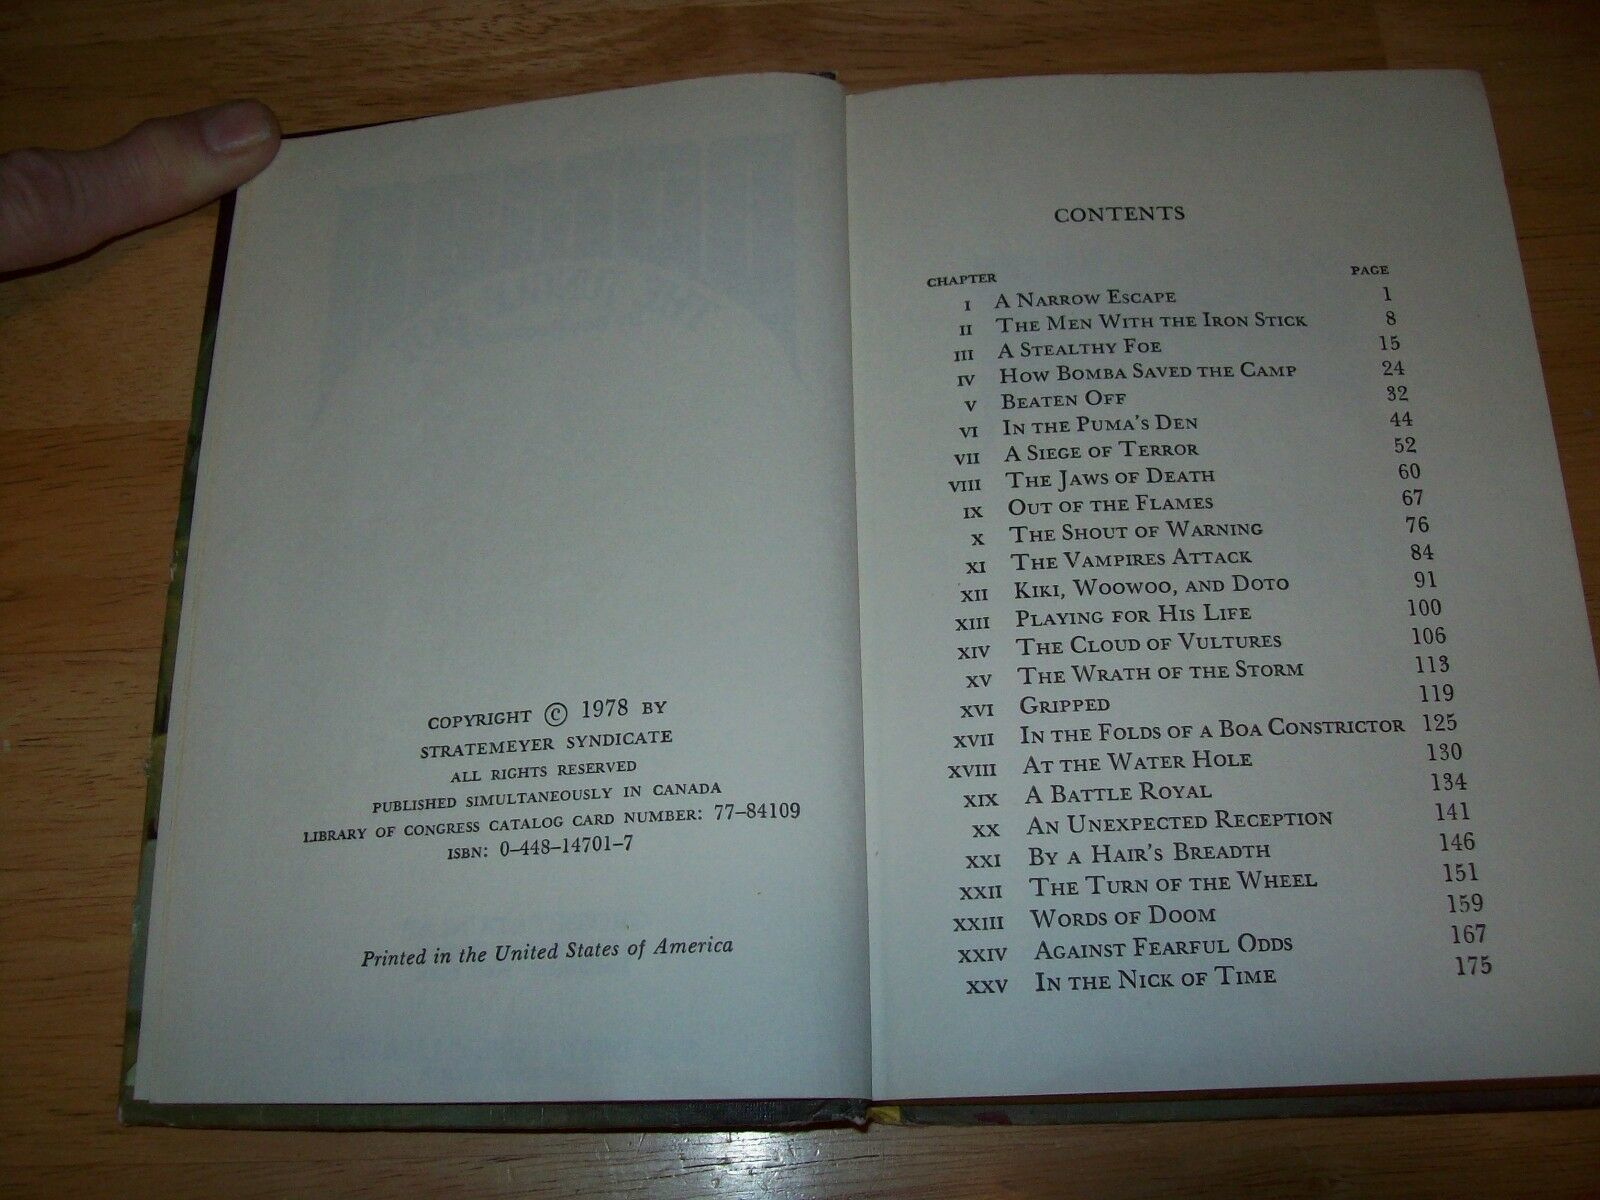 COPYRIGHT © 1978 BY
STRATEMEYER SYNDICATE
ALL RIGHTS RESERVED
PUBLISHED SIMULTANEOUSLY IN CANADA
LIBRARY OF CONGRESS CATALOG CARD NUMBER: 77–84109
ISBN: 0–448–14701–7
Printed in the United States of America
CONTENTS
CHAPTER PAGE
I A NARROW ESCAPE 1
II THE MEN WITH THE IRON STICK 8
III A STEALTHY FOE 15
IV HOW BOMBA SAVED THE CAMP 24
V BEATEN OFF 32
VI IN THE PUMA'S DEN 44
VII A SIEGE OF TERROR 52
VIII THE JAWS OF DEATH 60
IX OUT OF THE FLAMES 67
X THE SHOUT OF WARNING 76
XI THE VAMPIRES ATTACK 84
XII KIKI, WOOWOO, AND DOTO 91
XIII PLAYING FOR HIS LIFE 100
XIV THE CLOUD OF VULTURES 106
XV THE WRATH OF THE STORM 113
XVI GRIPPED 119
XVII IN THE FOLDS OF A BOA CONSTRICTOR 125
XVIII AT THE WATER HOLE 130
XIX A BATTLE ROYAL 134
XX AN UNEXPECTED RECEPTION 141
XXI BY A HAIR'S BREADTH 146
XXII THE TURN OF THE WHEEL 151
XXIII WORDS OF DOOM 159
XXIV AGAINST FEARFUL ODDS 167
XXV IN THE NICK OF TIME 175